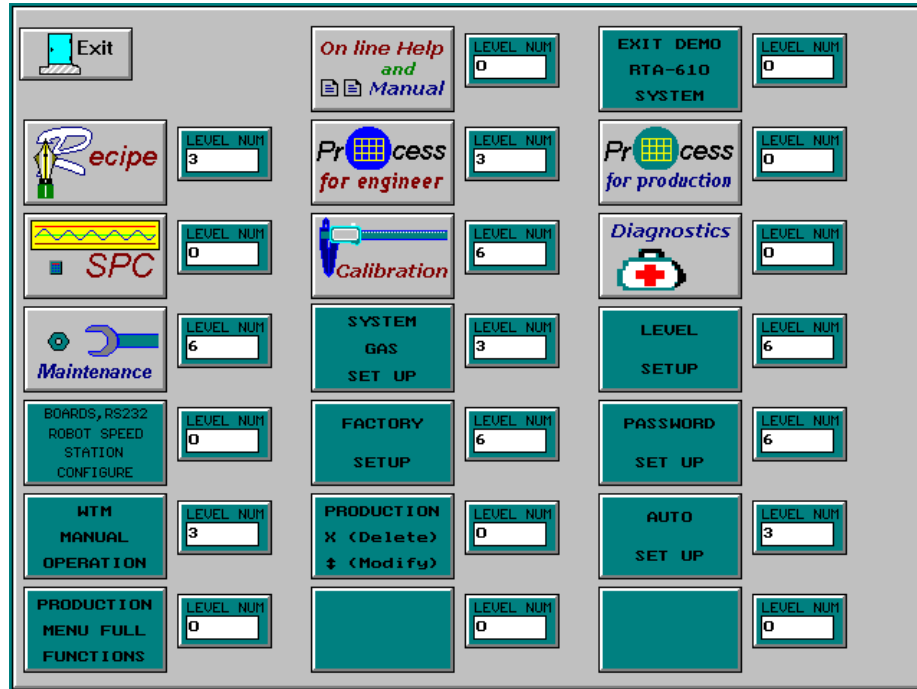 Exit
On line Help
and
Manual
LEVEL NUM
0
EXIT DEMO
RTA-610
SYSTEM
LEVEL NUM
0
Recipe
LEVEL NUM
3
Process
for engineer
LEVEL NUM
3
Process
for production
LEVEL NUM
0
SPC
LEVEL NUM
0
Calibration
LEVEL NUM
6
Diagnostics
LEVEL NUM
0
Maintenance
LEVEL NUM
6
SYSTEM
GAS
SET UP
LEVEL NUM
3
LEVEL
SETUP
LEVEL NUM
6
BOARDS,RS232
ROBOT SPEED
STATION
CONFIGURE
LEVEL NUM
0
FACTORY
SETUP
LEVEL NUM
6
PASSWORD
SET UP
LEVEL NUM
6
WTM
MANUAL
OPERATION
LEVEL NUM
3
PRODUCTION
X (Delete)
‡ (Modify)
LEVEL NUM
0
AUTO
SET UP
LEVEL NUM
3
PRODUCTION
MENU FULL
FUNCTIONS
LEVEL NUM
0
LEVEL NUM
0
LEVEL NUM
0